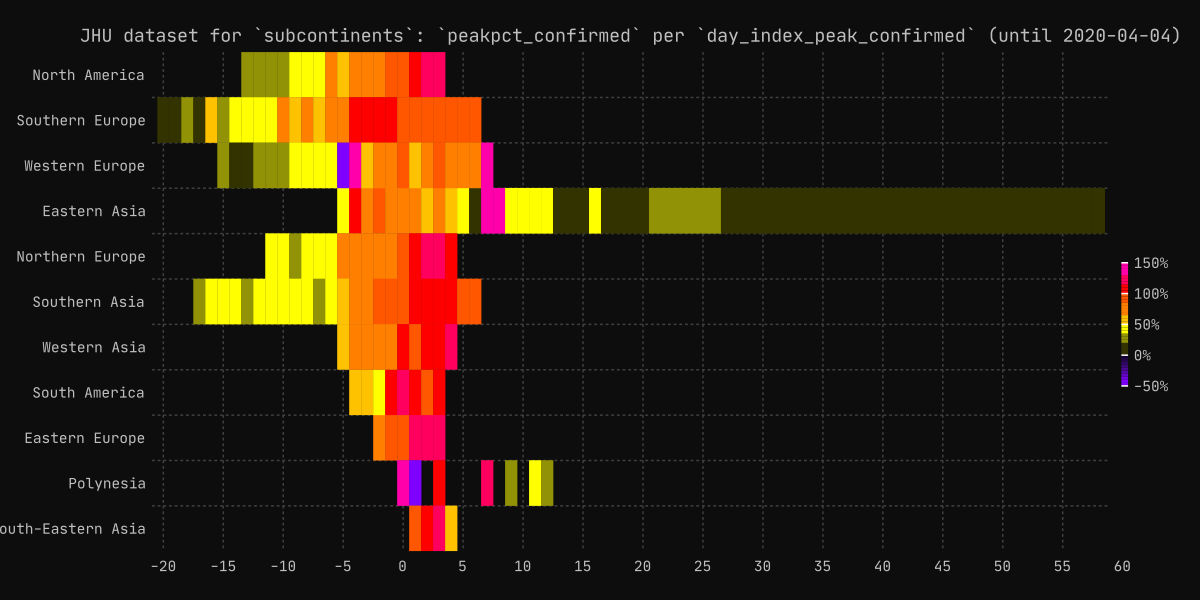 JHU dataset for `subcontinents`: `peakpct_confirmed` per `day_index_peak_confirmed` (until 2020-04-04)
North America
Southern Europe
Western Europe
Eastern Asia
Northern Europe
Southern Asia
Western Asia
South America
Eastern Europe
Polynesia
outh-Eastern Asia
150%
100%
50%
0%
-50%
-20 -15 -10 -5 0 5 10 15 20 25 30 35 40 45 50 55 60